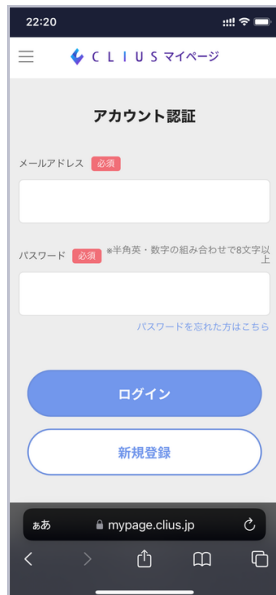 22:20
CLIUS マイページ
アカウント認証
メールアドレス 必須
パスワード 必須 ※半角英・数字の組み合わせで8文字以
上
パスワードを忘れた方はこちら
ログイン
新規登録
ぁあ mypage.clius.jp